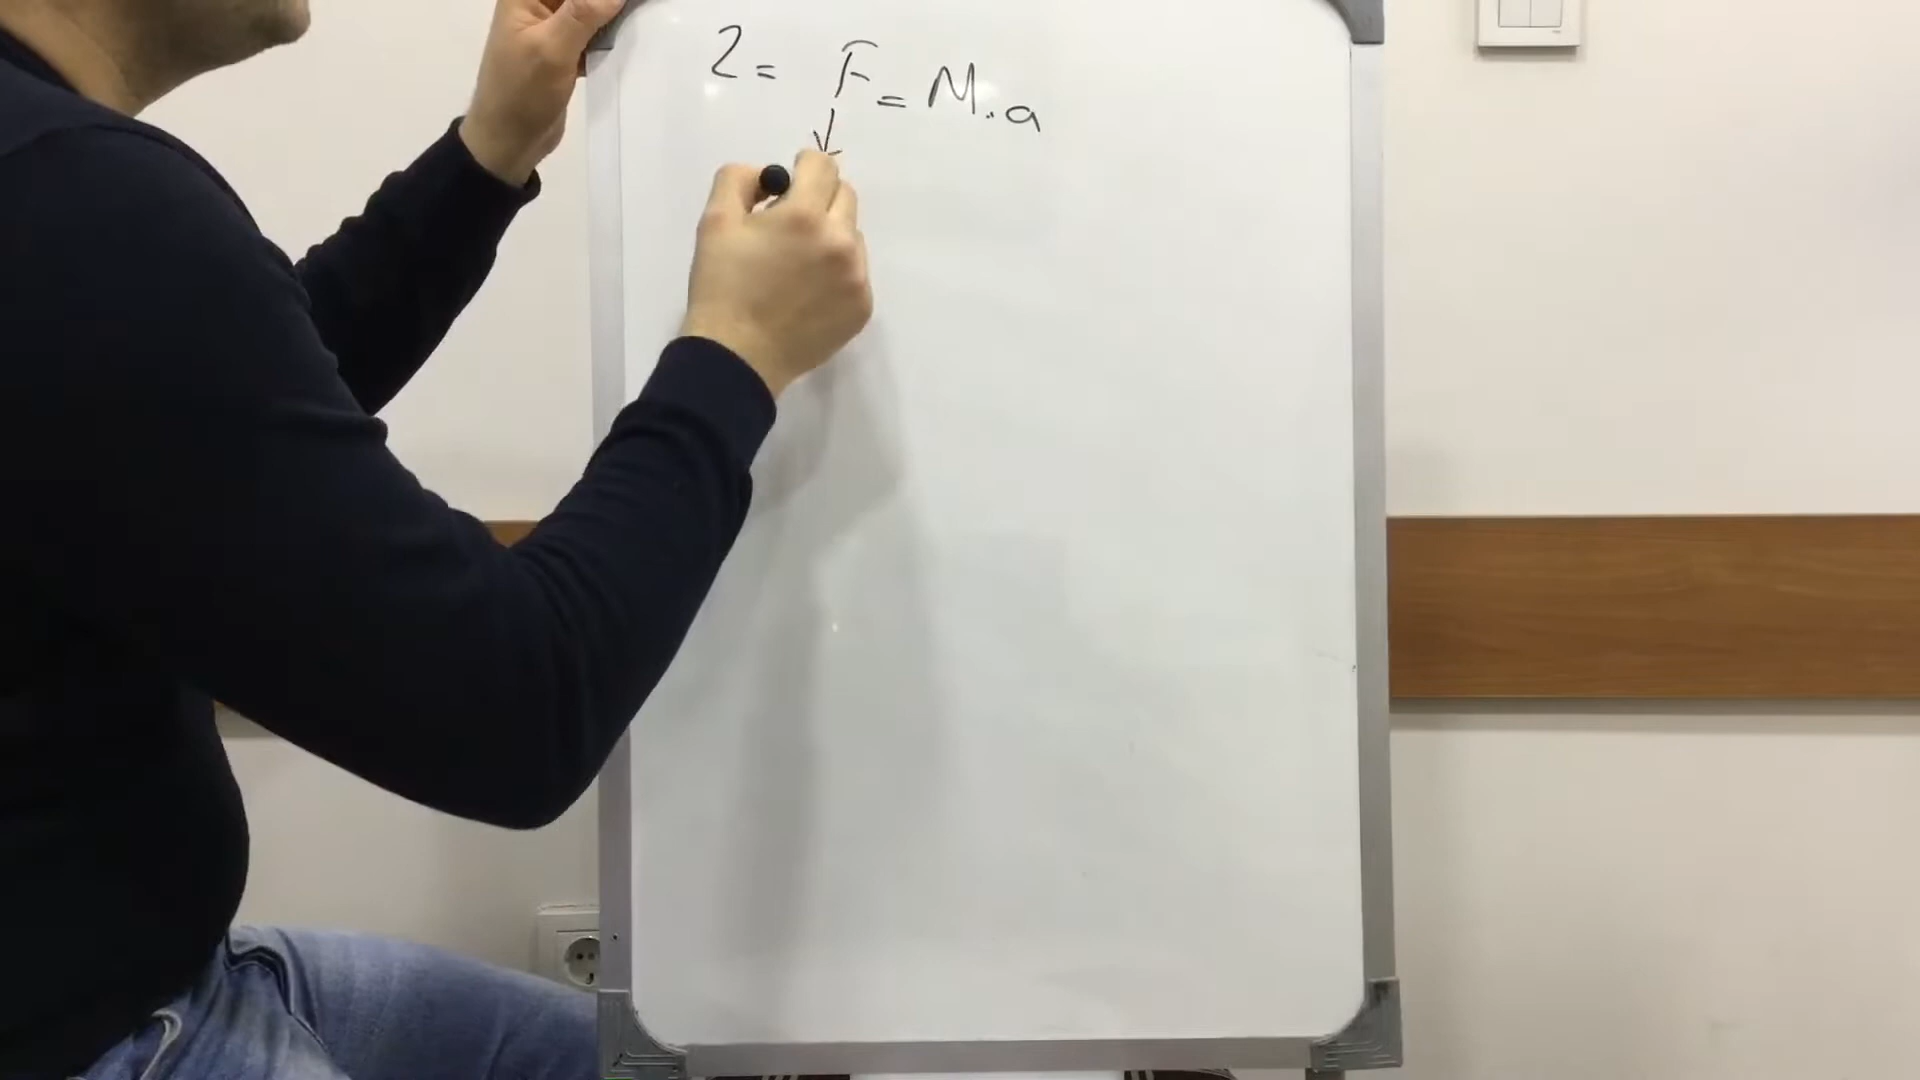 2= F = M.a